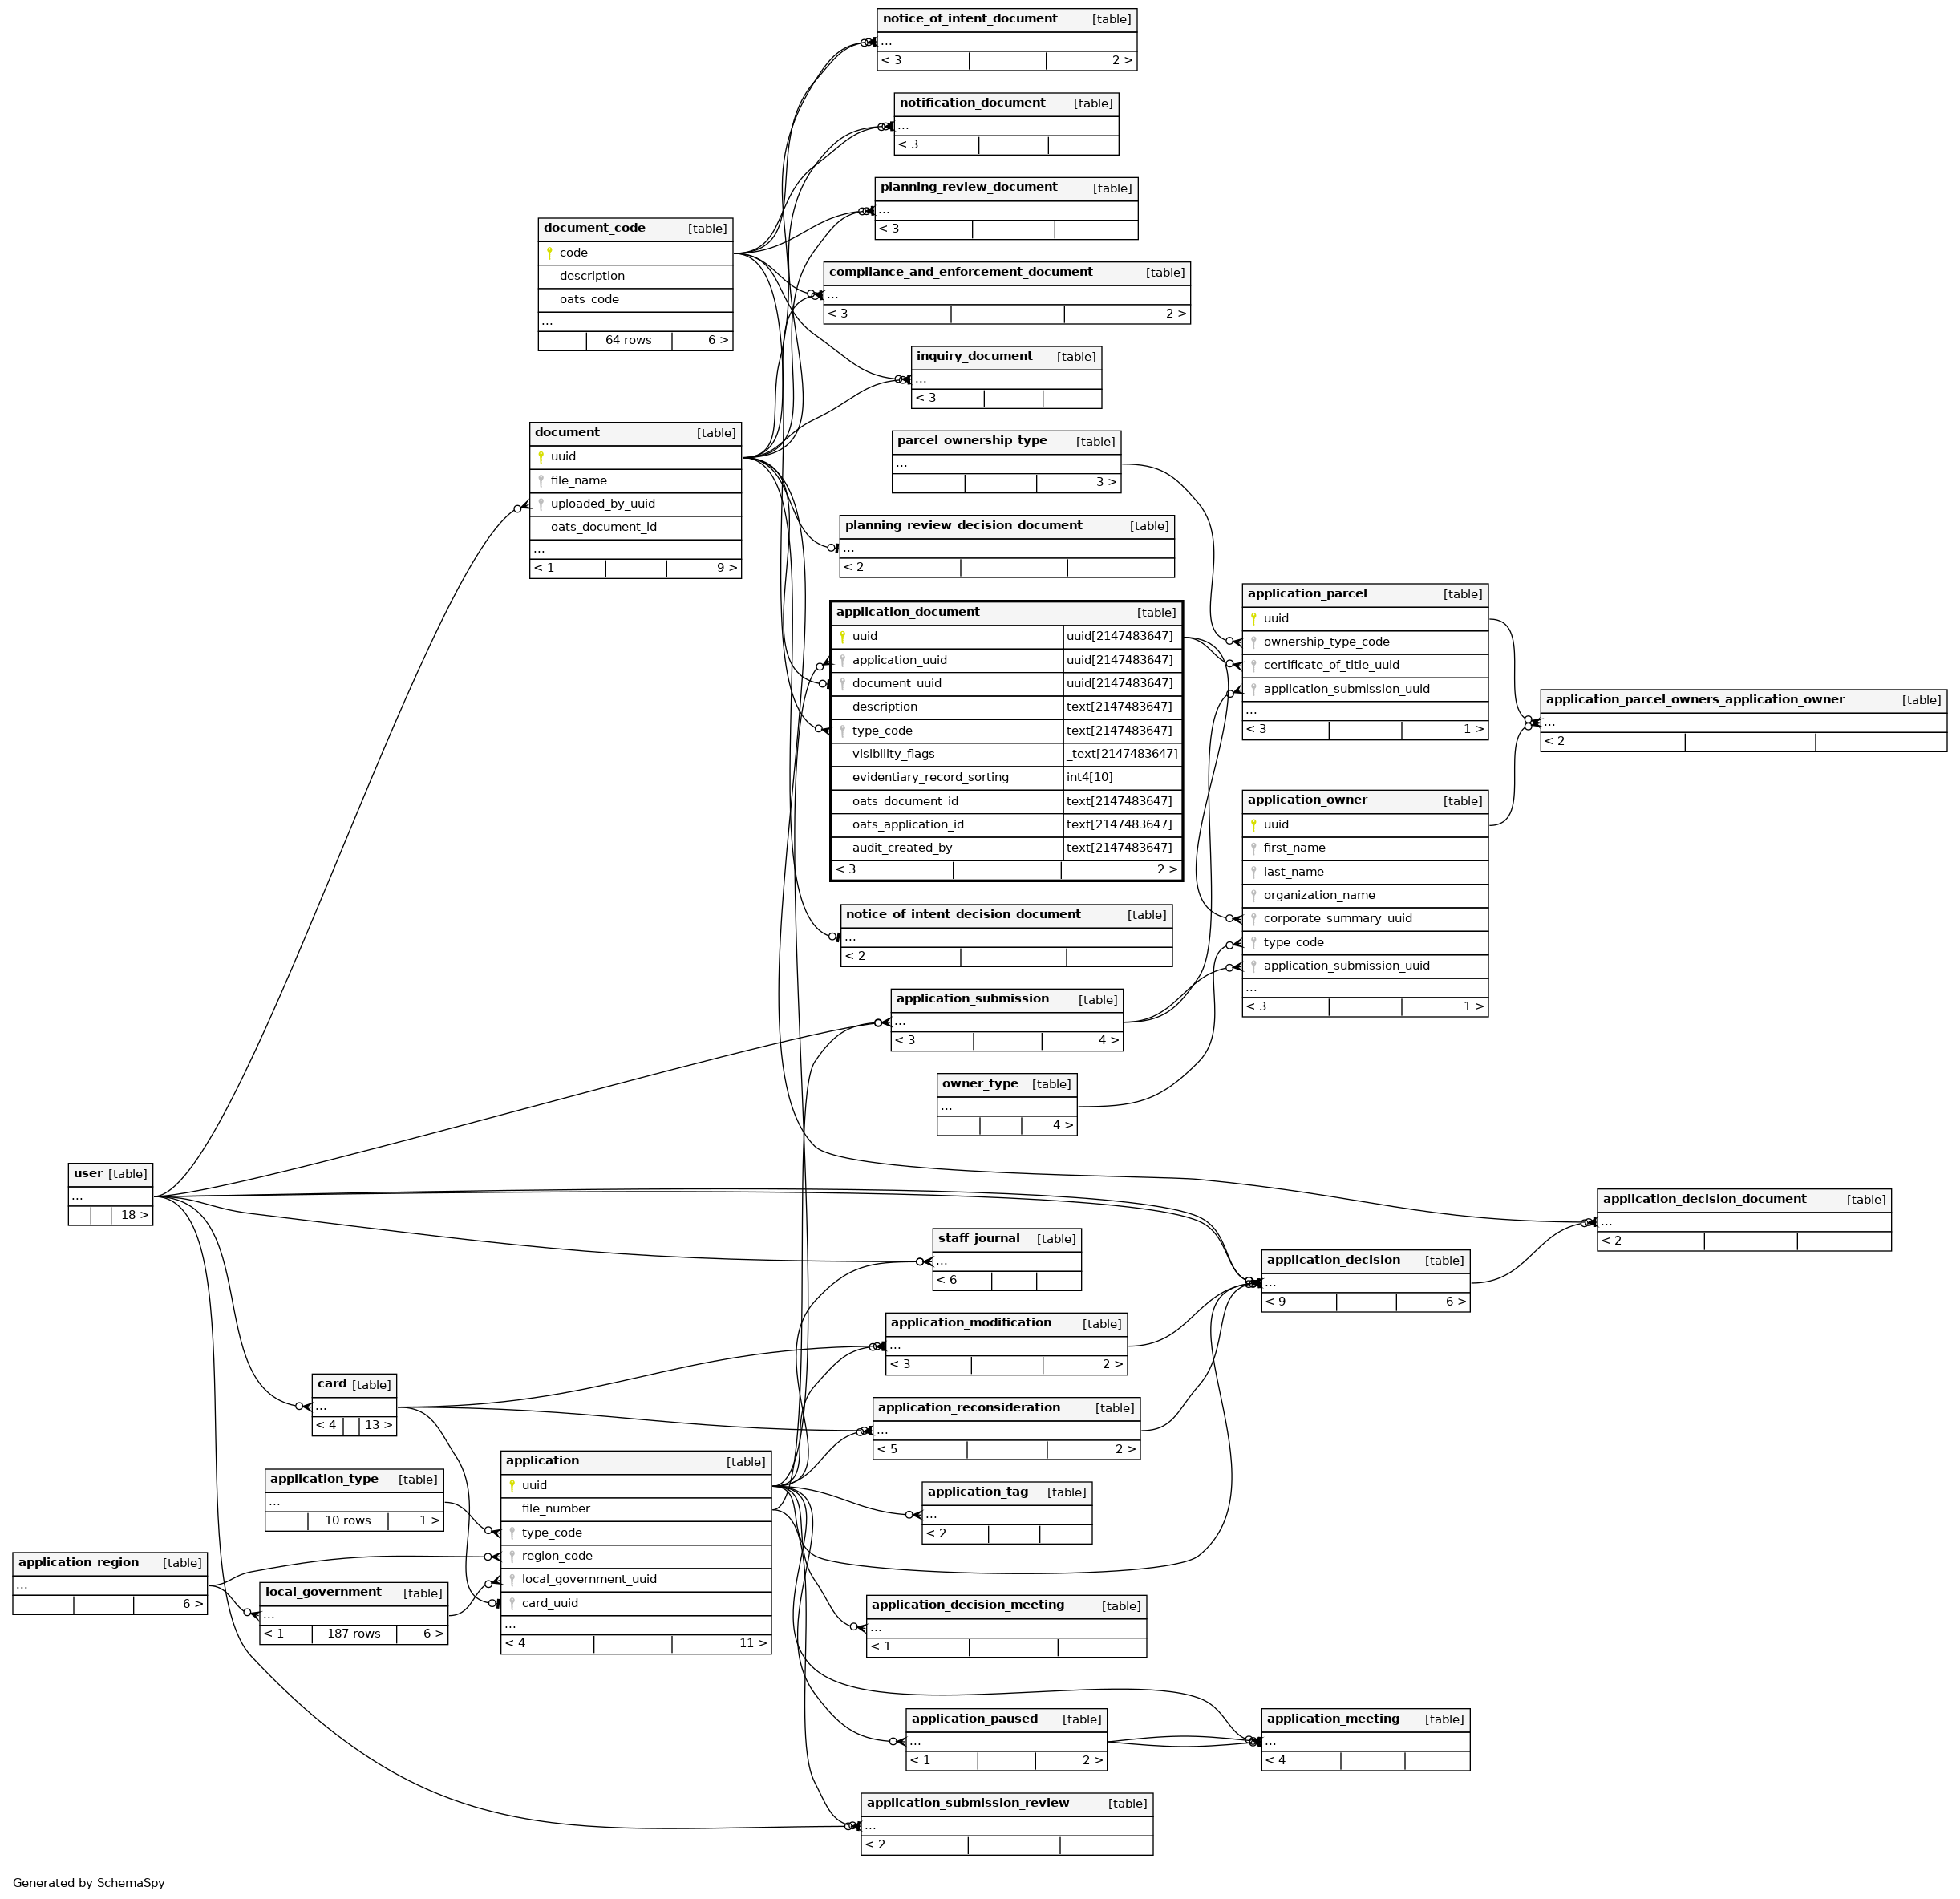 notice_of_intent_document [table]
...
< 3 2 >
notification_document [table]
...
< 3
planning_review_document [table]
...
< 3
document_code [table]
code
description
oats_code
...
64 rows 6 >
compliance_and_enforcement_document [table]
...
< 3 2 >
inquiry_document [table]
...
< 3
document [table]
uuid
file_name
uploaded_by_uuid
oats_document_id
...
< 1 9 >
parcel_ownership_type [table]
...
3 >
planning_review_decision_document [table]
...
< 2
application_document [table]
uuid uuid[2147483647]
application_uuid uuid[2147483647]
document_uuid uuid[2147483647]
description text[2147483647]
type_code text[2147483647]
visibility_flags _text[2147483647]
evidentiary_record_sorting int4[10]
oats_document_id text[2147483647]
oats_application_id text[2147483647]
audit_created_by text[2147483647]
< 3 2 >
application_parcel [table]
uuid
ownership_type_code
certificate_of_title_uuid
application_submission_uuid
...
< 3 1 >
application_parcel_owners_application_owner [table]
...
< 2
application_owner [table]
uuid
first_name
last_name
organization_name
corporate_summary_uuid
type_code
application_submission_uuid
...
< 3 1 >
notice_of_intent_decision_document [table]
...
< 2
application_submission [table]
...
< 3 4 >
owner_type [table]
...
4 >
user [table]
...
18 >
application_decision_document [table]
...
< 2
staff_journal [table]
...
< 6
application_decision [table]
...
< 9 6 >
application_modification [table]
...
< 3 2 >
card [table]
...
< 4 13 >
application_reconsideration [table]
...
< 5 2 >
application [table]
uuid
file_number
type_code
region_code
local_government_uuid
card_uuid
...
< 4 11 >
application_type [table]
...
10 rows 1 >
application_tag [table]
...
< 2
application_region [table]
...
6 >
local_government [table]
...
< 1 187 rows 6 >
application_decision_meeting [table]
...
< 1
application_paused [table]
...
< 1 2 >
application_meeting [table]
...
< 4
application_submission_review [table]
...
< 2
Generated by SchemaSpy